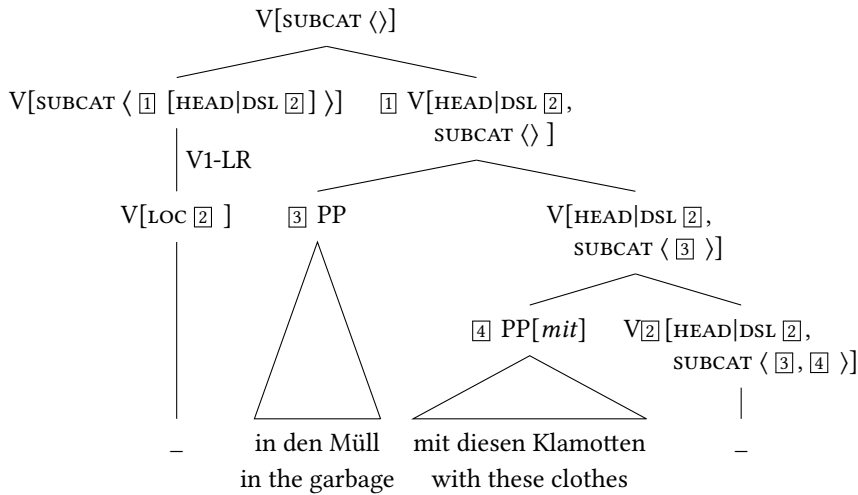 V[SUBCAT ⟨⟩]
V[SUBCAT ⟨ 1 [HEAD|DSL 2] ⟩] 1 V[HEAD|DSL 2,
SUBCAT ⟨⟩ ]
V1-LR
V[LOC 2 ] 3 PP V[HEAD|DSL 2,
SUBCAT ⟨ 3 ⟩]
4 PP[mit] V2[HEAD|DSL 2,
SUBCAT ⟨ 3, 4 ⟩]
_ in den Müll mit diesen Klamotten _
in the garbage with these clothes